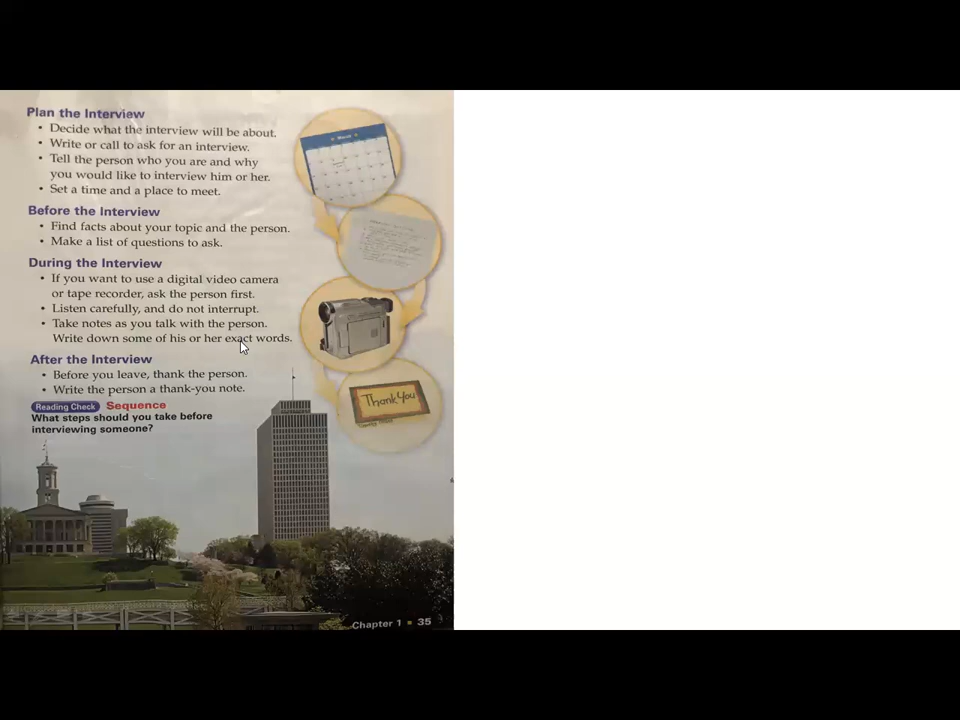 Plan the Interview
• Decide what the interview will be about.
• Write or call to ask for an interview.
• Tell the person who you are and why
you would like to interview him or her.
• Set a time and a place to meet.
Before the Interview
• Find facts about your topic and the person.
• Make a list of questions to ask.
During the Interview
• If you want to use a digital video camera
or tape recorder, ask the person first.
• Listen carefully, and do not interrupt.
• Take notes as you talk with the person.
Write down some of his or her exact words.
After the Interview
• Before you leave, thank the person.
• Write the person a thank-you note.
Reading Check Sequence
What steps should you take before
interviewing someone?
March
Thank You
Chapter 1 ■ 35